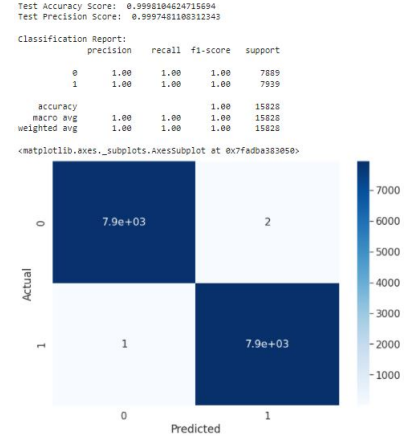 Test Accuracy Score: 0.9998104624715694
Test Precision Score: 0.9997481108312343
Classification Report:
precision recall f1-score support
0 1.00 1.00 1.00 7889
1 1.00 1.00 1.00 7939
accuracy 1.00 15828
macro avg 1.00 1.00 1.00 15828
weighted avg 1.00 1.00 1.00 15828
<matplotlib.axes._subplots.AxesSubplot at 0x7fadba383050>
7000
0 7.9e+03 2
6000
5000
Actual
4000
3000
1 1 7.9e+03
2000
1000
0 1
Predicted